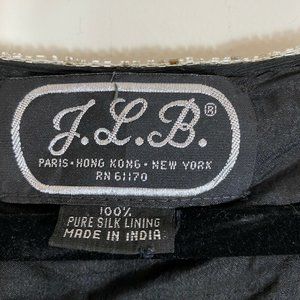 J.L.B.®
PARIS • HONG KONG • NEW YORK
RN 61170
100%
PURE SILK LINING
MADE IN INDIA